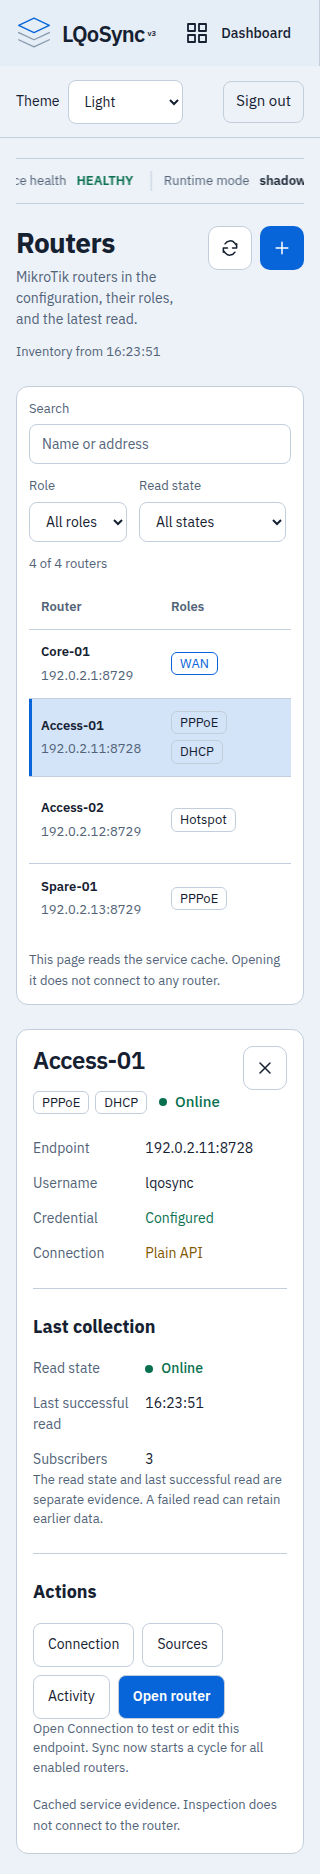 LQoSync v3 Dashboard
Theme Light Sign out
ce health HEALTHY Runtime mode shadow
Routers
MikroTik routers in the
configuration, their roles,
and the latest read.
Inventory from 16:23:51
Search
Name or address
Role Read state
All roles All states
4 of 4 routers
Router Roles
Core-01
192.0.2.1:8729
WAN
Access-01
192.0.2.11:8728
PPPoE
DHCP
Access-02
192.0.2.12:8729
Hotspot
Spare-01
192.0.2.13:8729
PPPoE
This page reads the service cache. Opening
it does not connect to any router.
Access-01
PPPoE DHCP Online
Endpoint 192.0.2.11:8728
Username lqosync
Credential Configured
Connection Plain API
Last collection
Read state Online
Last successful read 16:23:51
Subscribers 3
The read state and last successful read are
separate evidence. A failed read can retain
earlier data.
Actions
Connection Sources
Activity Open router
Open Connection to test or edit this
endpoint. Sync now starts a cycle for all
enabled routers.
Cached service evidence. Inspection does
not connect to the router.